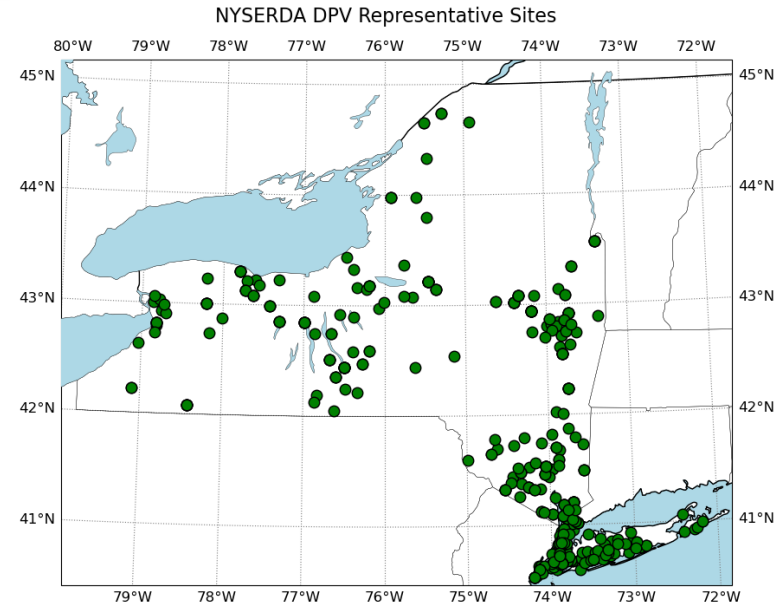 NYSERDA DPV Representative Sites
80°W 79°W 78°W 77°W 76°W 75°W 74°W 73°W 72°W
45°N 45°N
44°N 44°N
43°N 43°N
42°N 42°N
41°N 41°N
79°W 78°W 77°W 76°W 75°W 74°W 73°W 72°W